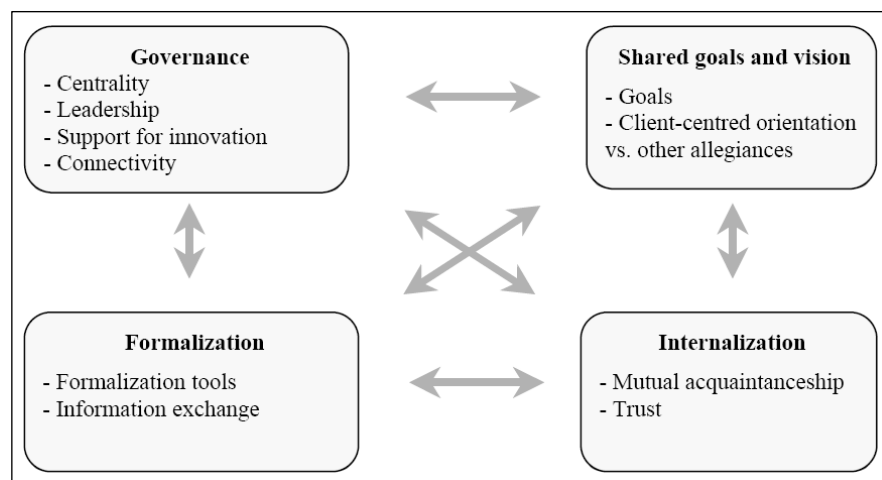 Governance
- Centrality
- Leadership
- Support for innovation
- Connectivity
Shared goals and vision
- Goals
- Client-centred orientation
vs. other allegiances
Formalization
- Formalization tools
- Information exchange
Internalization
- Mutual acquaintanceship
- Trust